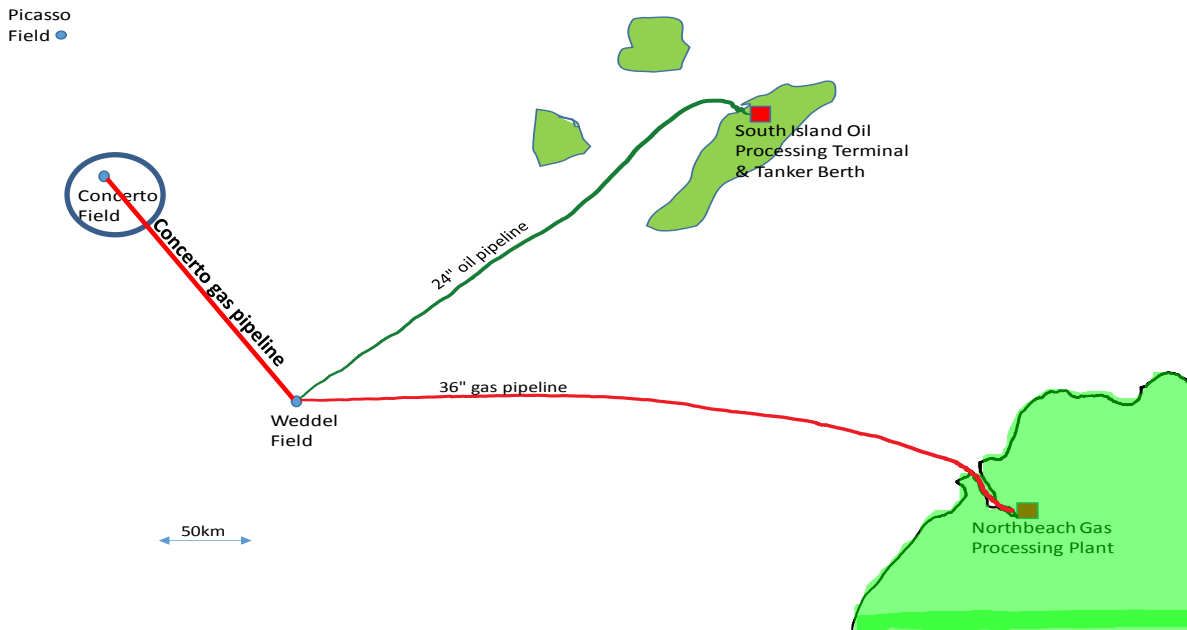 Picasso
Field
South Island Oil
Processing Terminal
& Tanker Berth
Concerto
Field
Concerto gas pipeline
24" oil pipeline
36" gas pipeline
Weddel
Field
50km
Northbeach Gas
Processing Plant